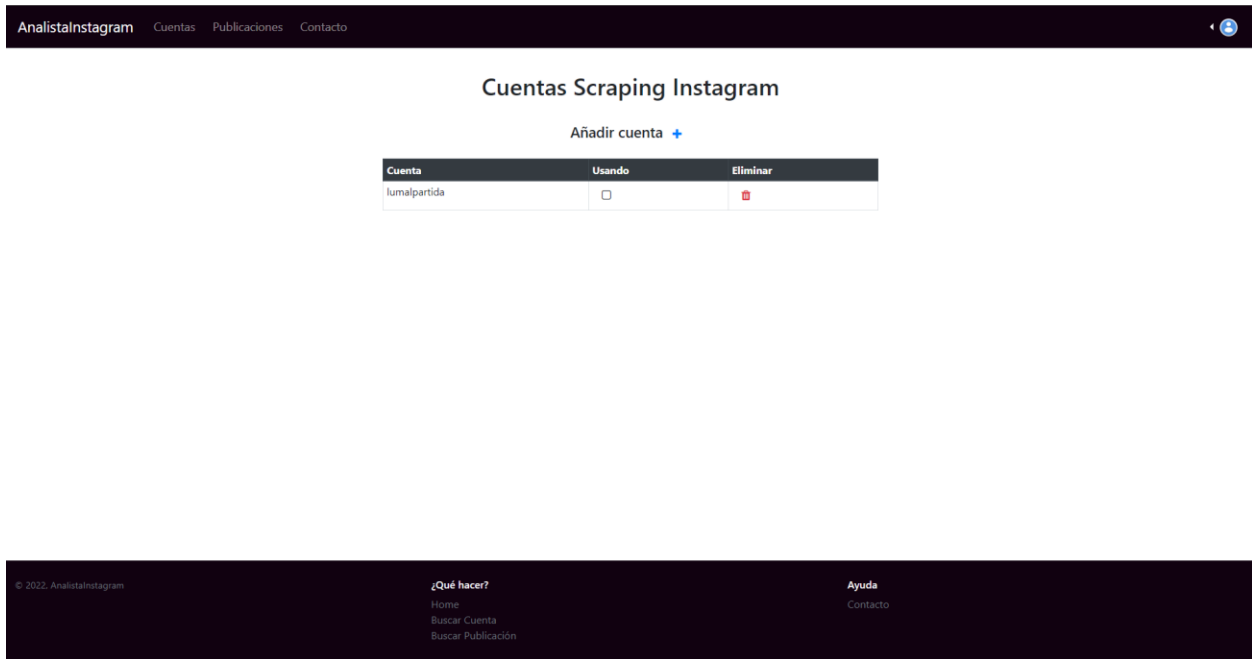 AnalistaInstagram Cuentas Publicaciones Contacto
Cuentas Scraping Instagram
Añadir cuenta +
Cuenta Usando Eliminar
lumalpartida
© 2022, AnalistaInstagram
¿Qué hacer?
Home
Buscar Cuenta
Buscar Publicación
Ayuda
Contacto